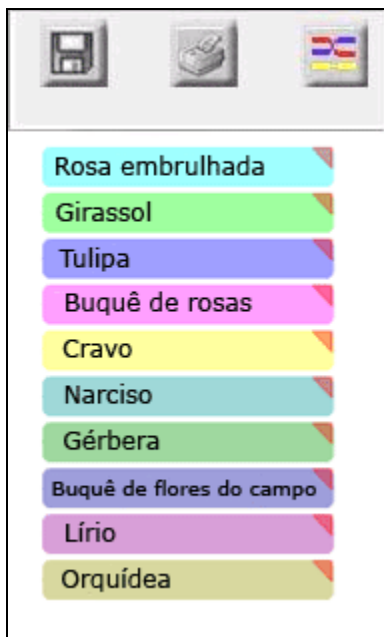 Rosa embrulhada
Girassol
Tulipa
Buquê de rosas
Cravo
Narciso
Gérbera
Buquê de flores do campo
Lírio
Orquídea